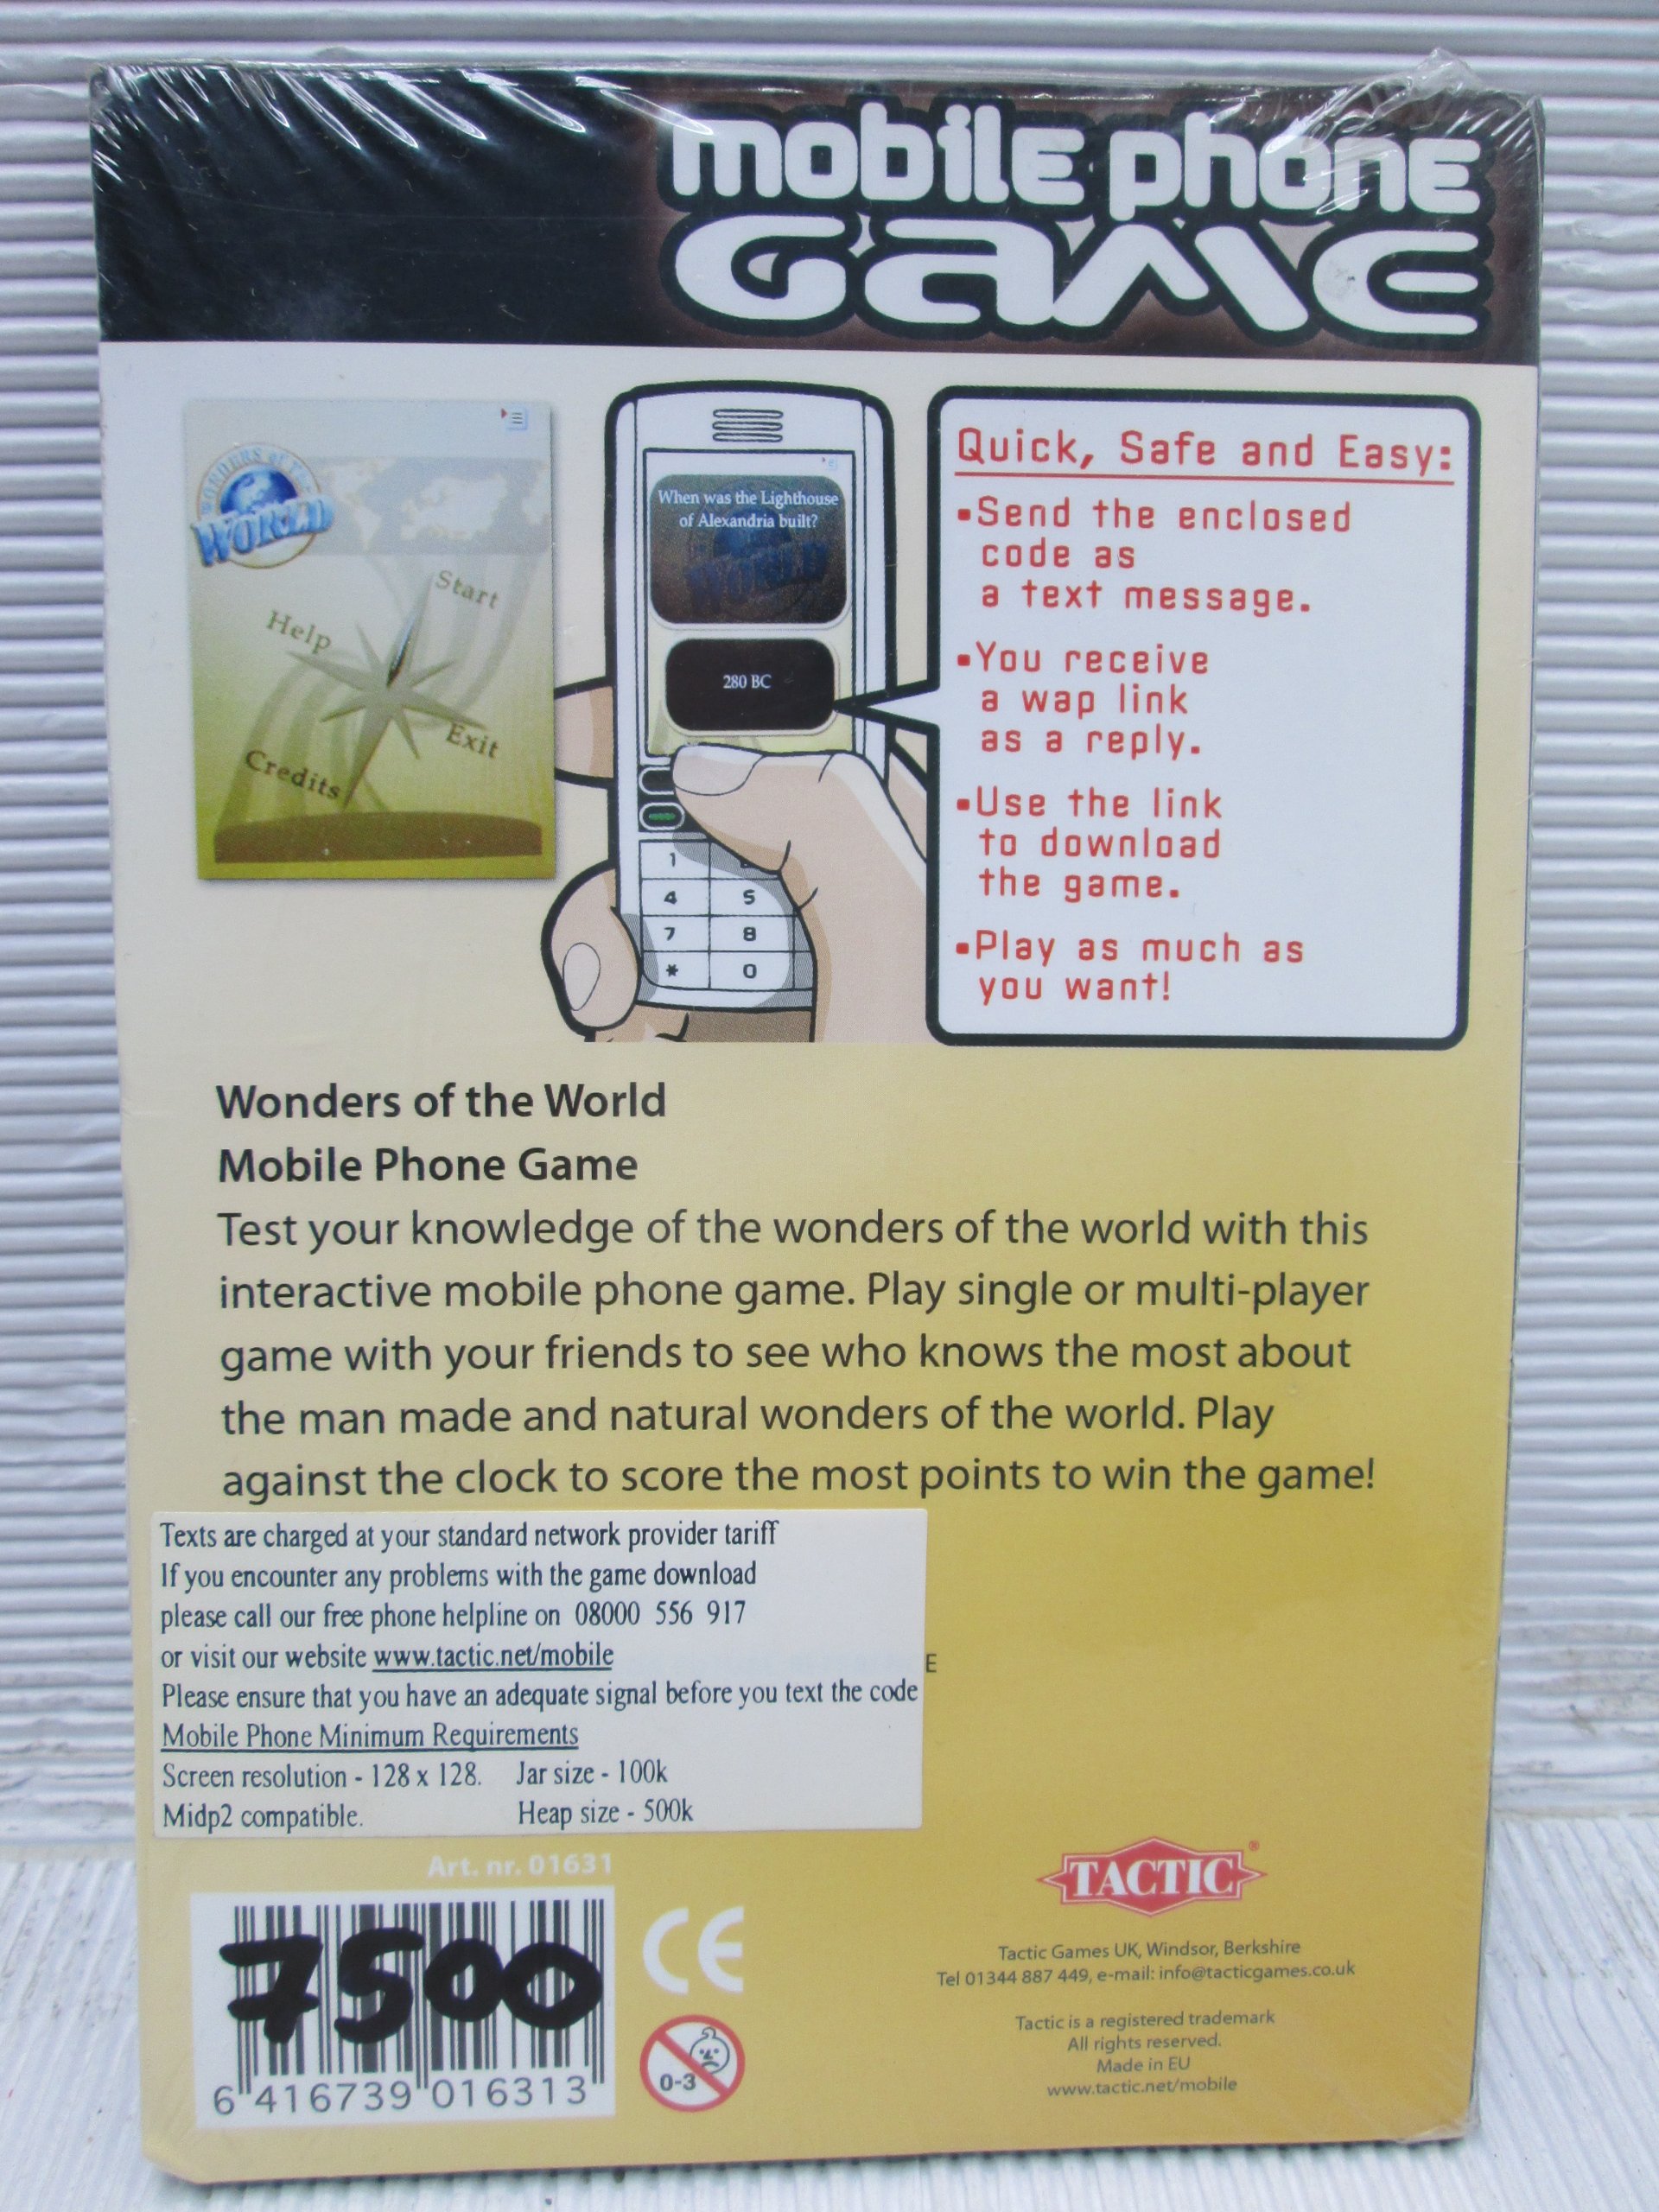 mobile phone
Game
WONDERS OF THE
WORLD
Start
Help
Exit
Credits
When was the Lighthouse
of Alexandria built?
280 BC
1
4 5
7 8
* 0
Quick, Safe and Easy:
▪Send the enclosed
code as
a text message.
▪You receive
a wap link
as a reply.
▪Use the link
to download
the game.
▪Play as much as
you want!
Wonders of the World
Mobile Phone Game
Test your knowledge of the wonders of the world with this
interactive mobile phone game. Play single or multi-player
game with your friends to see who knows the most about
the man made and natural wonders of the world. Play
against the clock to score the most points to win the game!
Texts are charged at your standard network provider tariff
If you encounter any problems with the game download
please call our free phone helpline on 08000 556 917
or visit our website www.tactic.net/mobile
E
Please ensure that you have an adequate signal before you text the code
Mobile Phone Minimum Requirements
Screen resolution - 128 x 128. Jar size - 100k
Midp2 compatible. Heap size - 500k
Art. nr. 01631
7500
6 416739 016313
CE
0-3
TACTIC®
Tactic Games UK, Windsor, Berkshire
Tel 01344 887 449, e-mail: info@tacticgames.co.uk
Tactic is a registered trademark
All rights reserved.
Made in EU
www.tactic.net/mobile